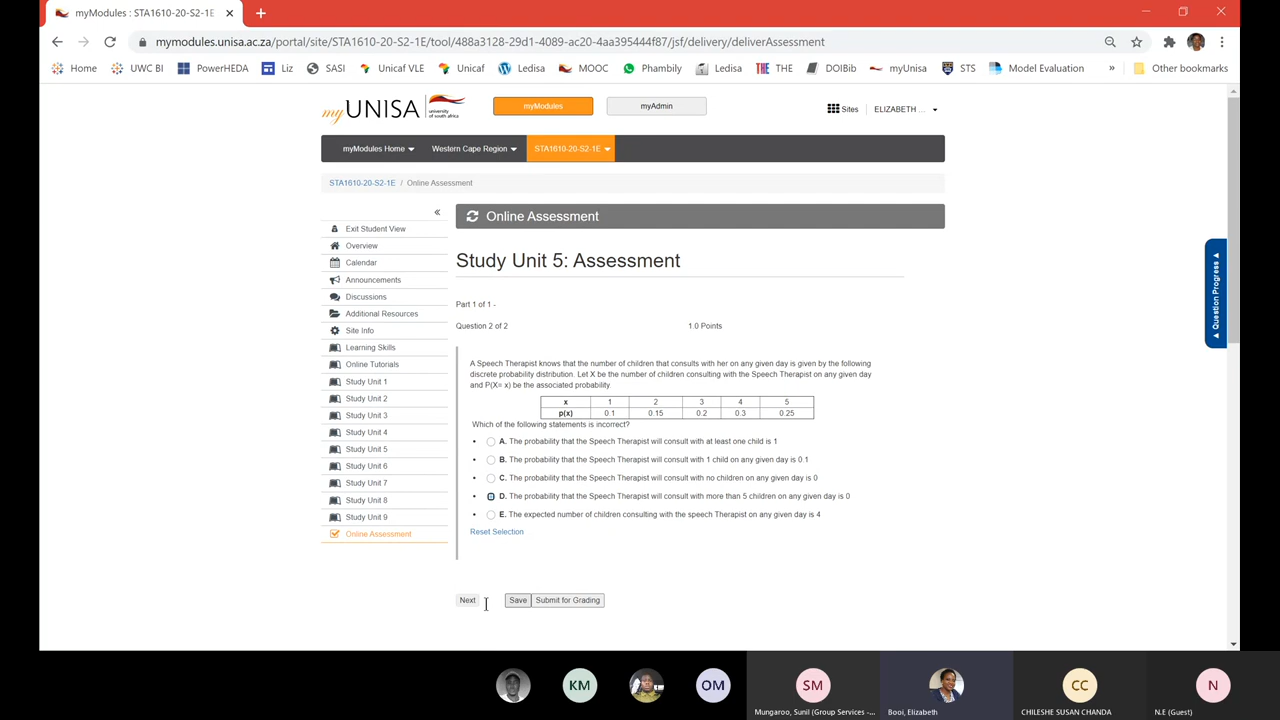 myModules : STA1610-20-S2-1E
mymodules.unisa.ac.za/portal/site/STA1610-20-S2-1E/tool/488a3128-29d1-4089-ac20-4aa395444f87/jsf/delivery/deliverAssessment
Home UWC BI PowerHEDA Liz SASI Unicaf VLE Unicaf Ledisa MOOC Phambily Ledisa THE DOIBib myUnisa STS Model Evaluation » Other bookmarks
my UNISA university of south africa myModules myAdmin Sites ELIZABETH ...
myModules Home Western Cape Region STA1610-20-S2-1E
STA1610-20-S2-1E / Online Assessment
«
Online Assessment
Exit Student View
Overview
Calendar
Announcements
Discussions
Additional Resources
Site Info
Learning Skills
Online Tutorials
Study Unit 1
Study Unit 2
Study Unit 3
Study Unit 4
Study Unit 5
Study Unit 6
Study Unit 7
Study Unit 8
Study Unit 9
Online Assessment
Study Unit 5: Assessment
Part 1 of 1 -
Question 2 of 2 1.0 Points
A Speech Therapist knows that the number of children that consults with her on any given day is given by the following
discrete probability distribution. Let X be the number of children consulting with the Speech Therapist on any given day
and P(X= x) be the associated probability
x 1 2 3 4 5
p(x) 0.1 0.15 0.2 0.3 0.25
Which of the following statements is incorrect?
A. The probability that the Speech Therapist will consult with at least one child is 1
B. The probability that the Speech Therapist will consult with 1 child on any given day is 0.1
C. The probability that the Speech Therapist will consult with no children on any given day is 0
D. The probability that the Speech Therapist will consult with more than 5 children on any given day is 0
E. The expected number of children consulting with the speech Therapist on any given day is 4
Reset Selection
Next Save Submit for Grading
Question Progress
KM OM SM CC N
Mungaroo, Sunil (Group Services -... Booi, Elizabeth CHILESHE SUSAN CHANDA N.E (Guest)